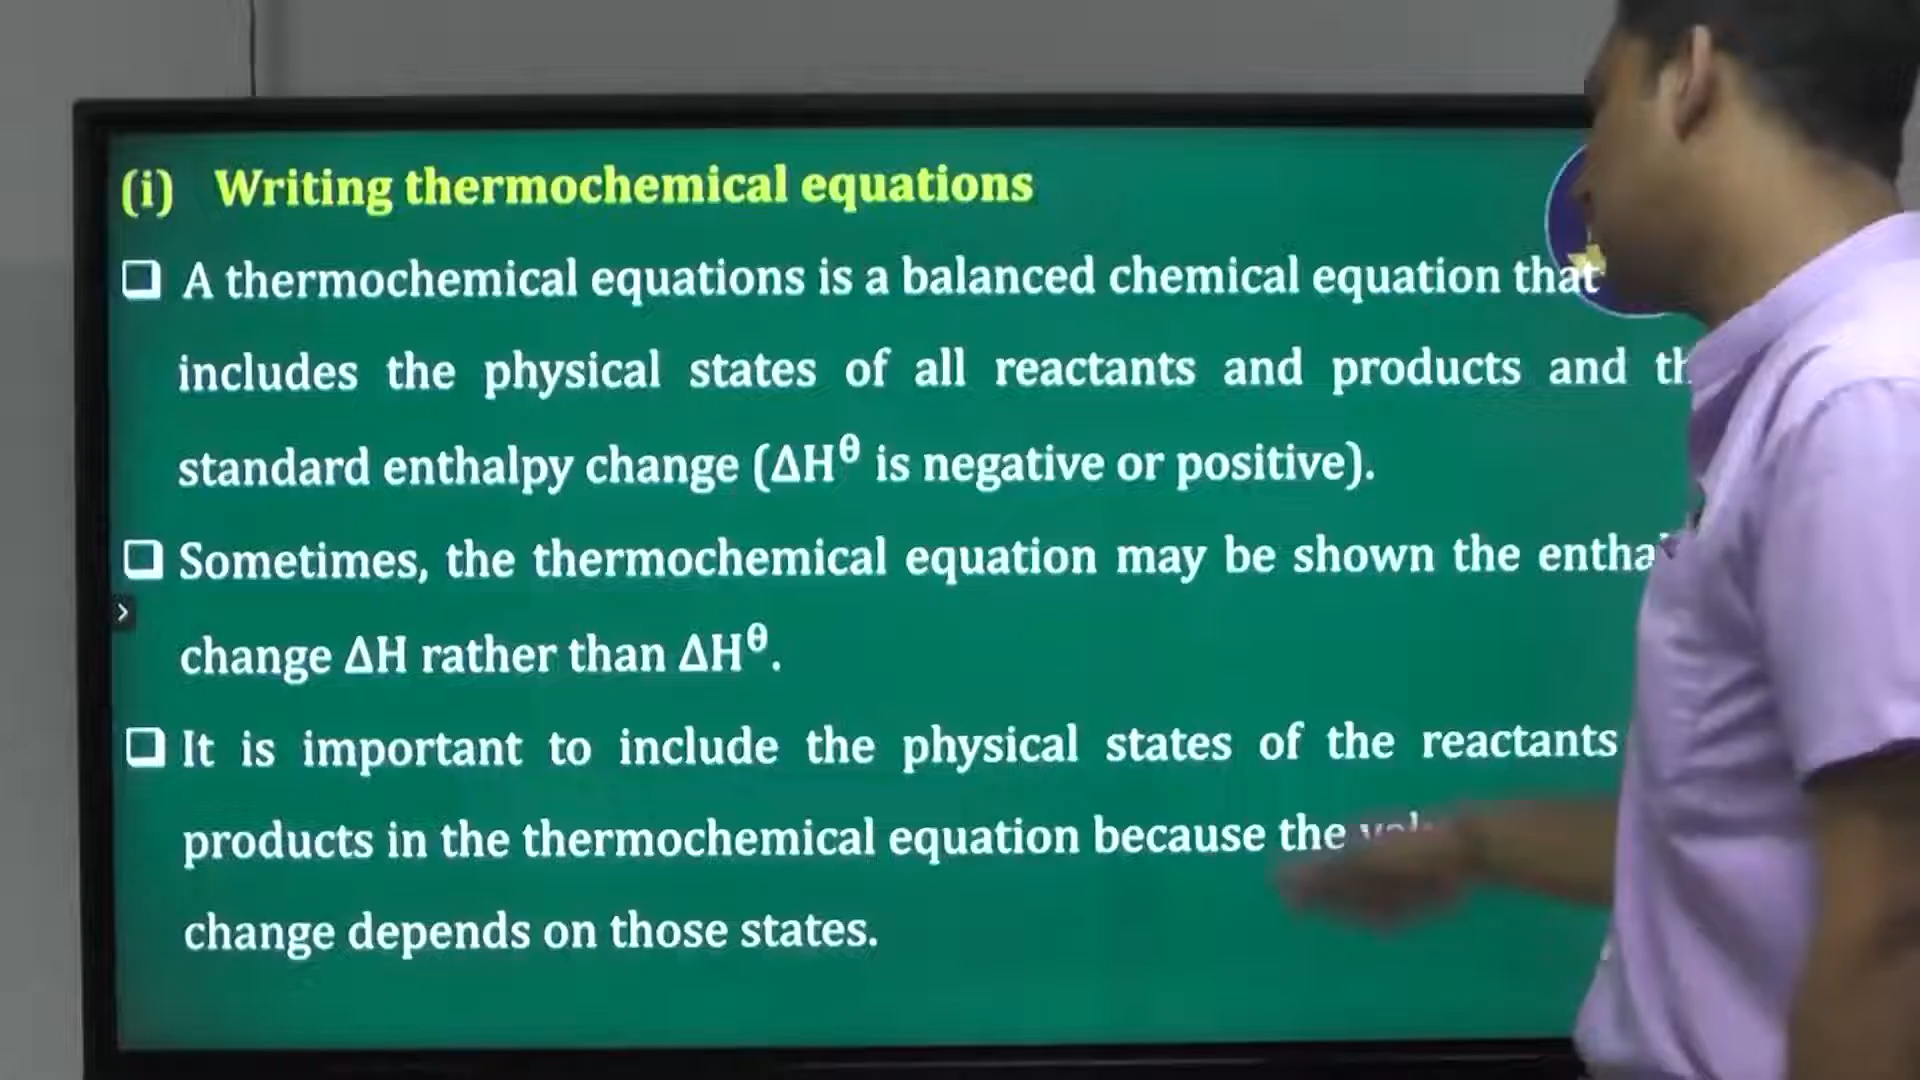 (i) Writing thermochemical equations
❑ A thermochemical equations is a balanced chemical equation that
includes the physical states of all reactants and products and
standard enthalpy change (ΔH^θ is negative or positive).
❑ Sometimes, the thermochemical equation may be shown the
change ΔH rather than ΔH^θ.
❑ It is important to include the physical states of the reactants
products in the thermochemical equation because the
change depends on those states.